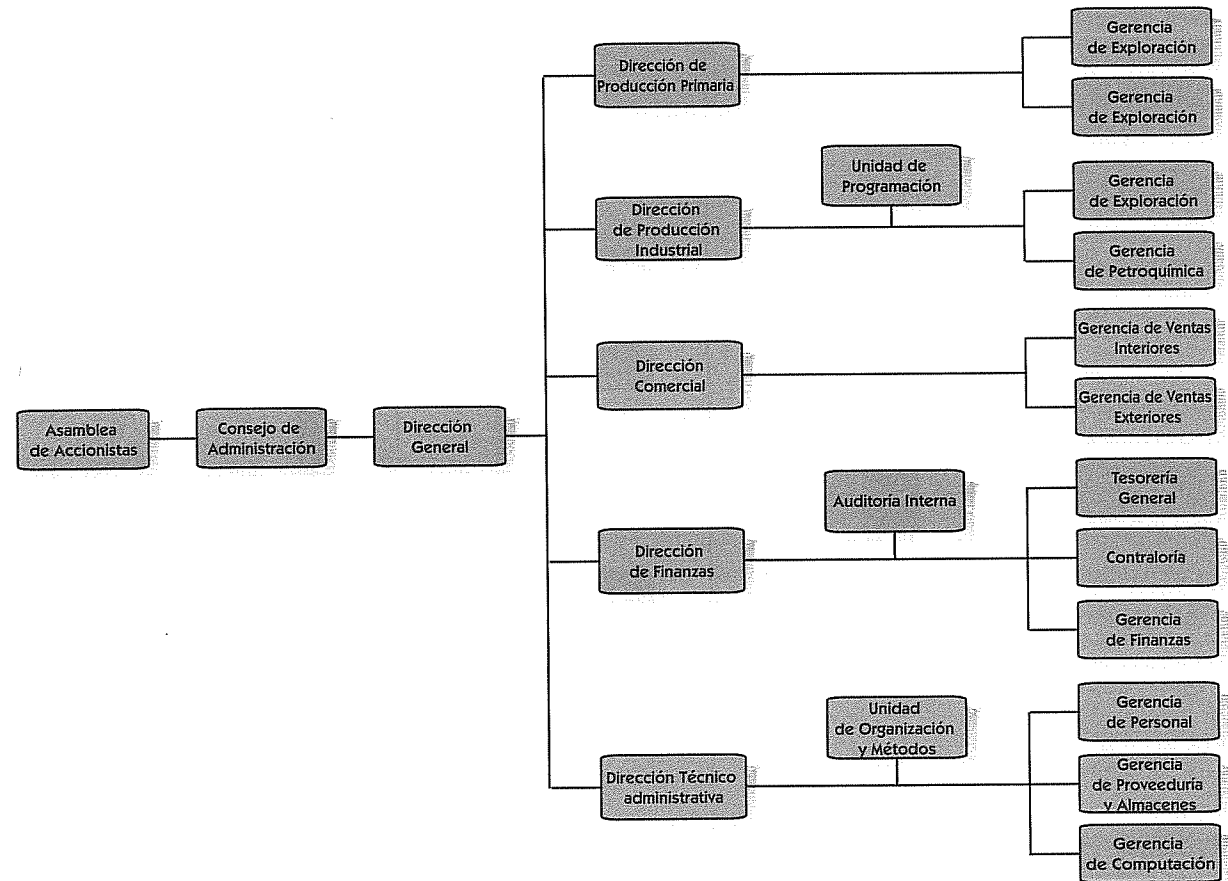 Asamblea
de Accionistas
Consejo de
Administración
Dirección
General
Dirección de
Producción Primaria
Gerencia
de Exploración
Gerencia
de Exploración
Dirección
de Producción
Industrial
Unidad de
Programación
Gerencia
de Exploración
Gerencia
de Petroquímica
Dirección
Comercial
Gerencia de Ventas
Interiores
Gerencia de Ventas
Exteriores
Dirección
de Finanzas
Auditoría Interna
Tesorería
General
Contraloría
Gerencia
de Finanzas
Dirección Técnico
administrativa
Unidad
de Organización
y Métodos
Gerencia
de Personal
Gerencia
de Proveeduría
y Almacenes
Gerencia
de Computación